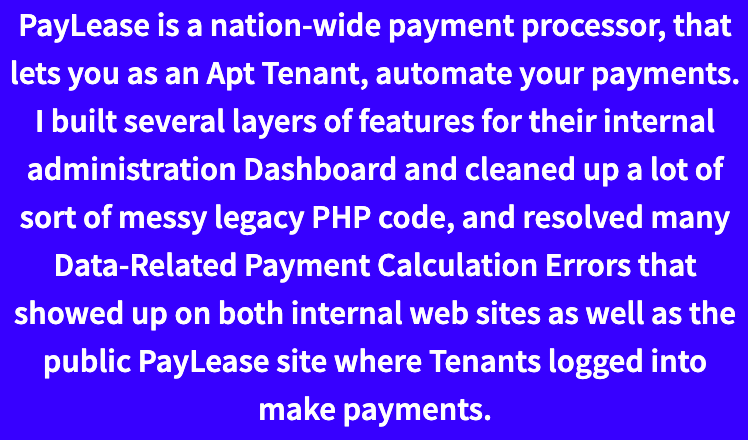 PayLease is a nation-wide payment processor, that
lets you as an Apt Tenant, automate your payments.
I built several layers of features for their internal
administration Dashboard and cleaned up a lot of
sort of messy legacy PHP code, and resolved many
Data-Related Payment Calculation Errors that
showed up on both internal web sites as well as the
public PayLease site where Tenants logged into
make payments.